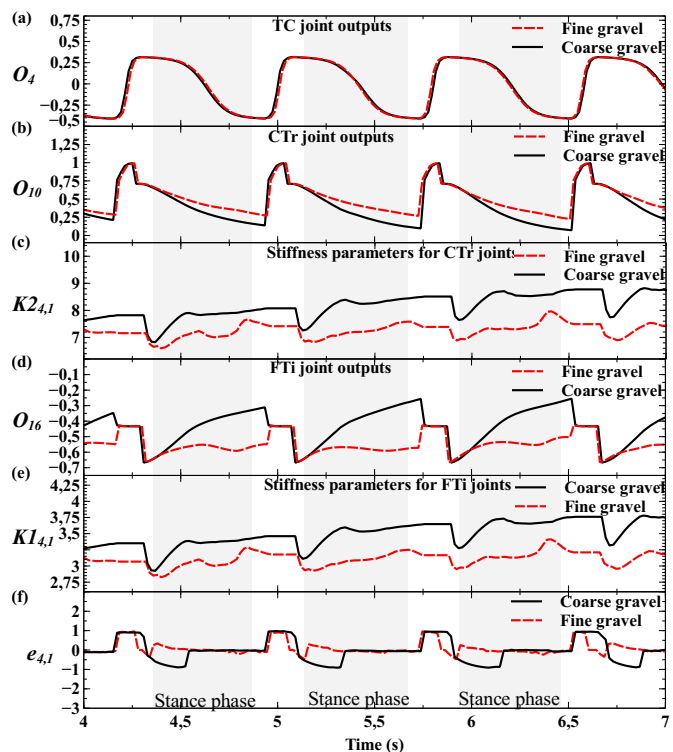 (a)
TC joint outputs
Fine gravel
Coarse gravel
O4
0,75
0,5
0,25
0
−0,25
−0,5
(b)
CTr joint outputs
Fine gravel
Coarse gravel
O10
1
0,75
0,5
0,25
0
(c)
Stiffness parameters for CTr joints
Fine gravel
Coarse gravel
K24,1
10
9
8
7
(d)
FTi joint outputs
Fine gravel
Coarse gravel
O16
−0,1
−0,2
−0,3
−0,4
−0,5
−0,6
−0,7
(e)
Stiffness parameters for FTi joints
Coarse gravel
Fine gravel
K14,1
4,25
3,75
3,5
3
2,75
(f)
Coarse gravel
Fine gravel
e4,1
2
1
0
−1
−2
−3
Stance phase
Stance phase
Stance phase
4
4,5
5
5,5
6
6,5
7
Time (s)